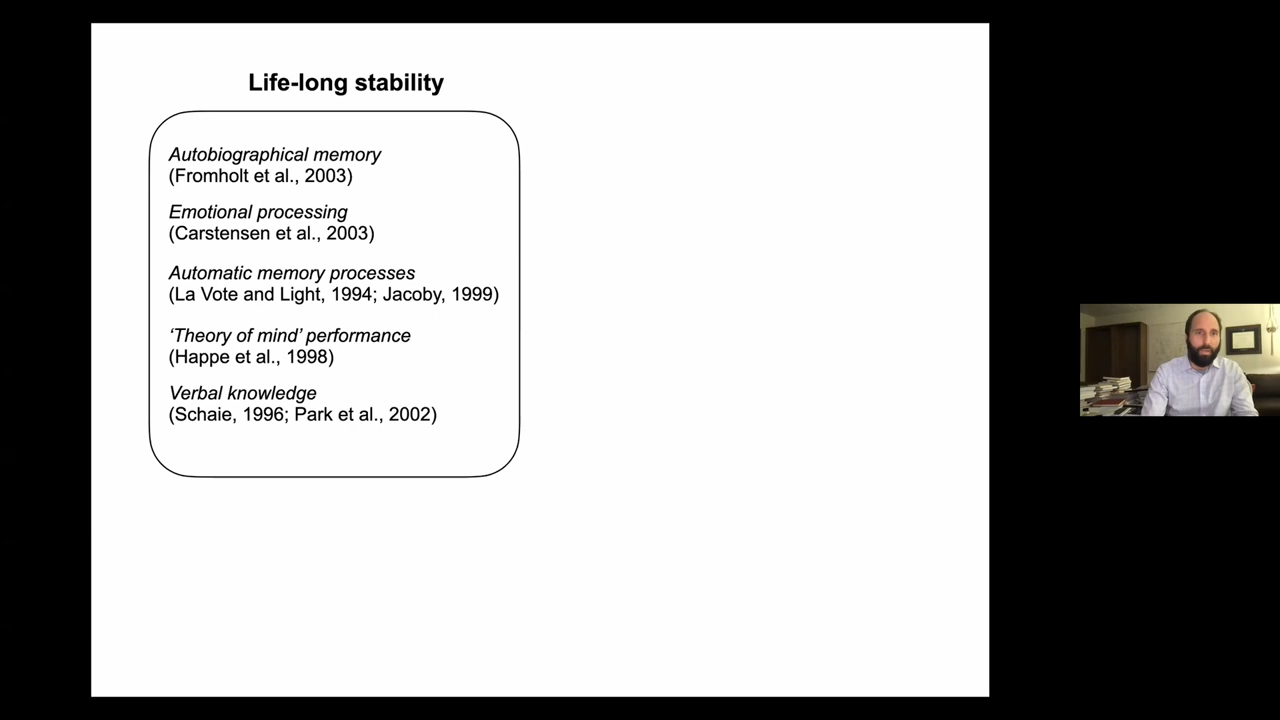 Life-long stability
Autobiographical memory
(Fromholt et al., 2003)
Emotional processing
(Carstensen et al., 2003)
Automatic memory processes
(La Vote and Light, 1994; Jacoby, 1999)
‘Theory of mind’ performance
(Happe et al., 1998)
Verbal knowledge
(Schaie, 1996; Park et al., 2002)